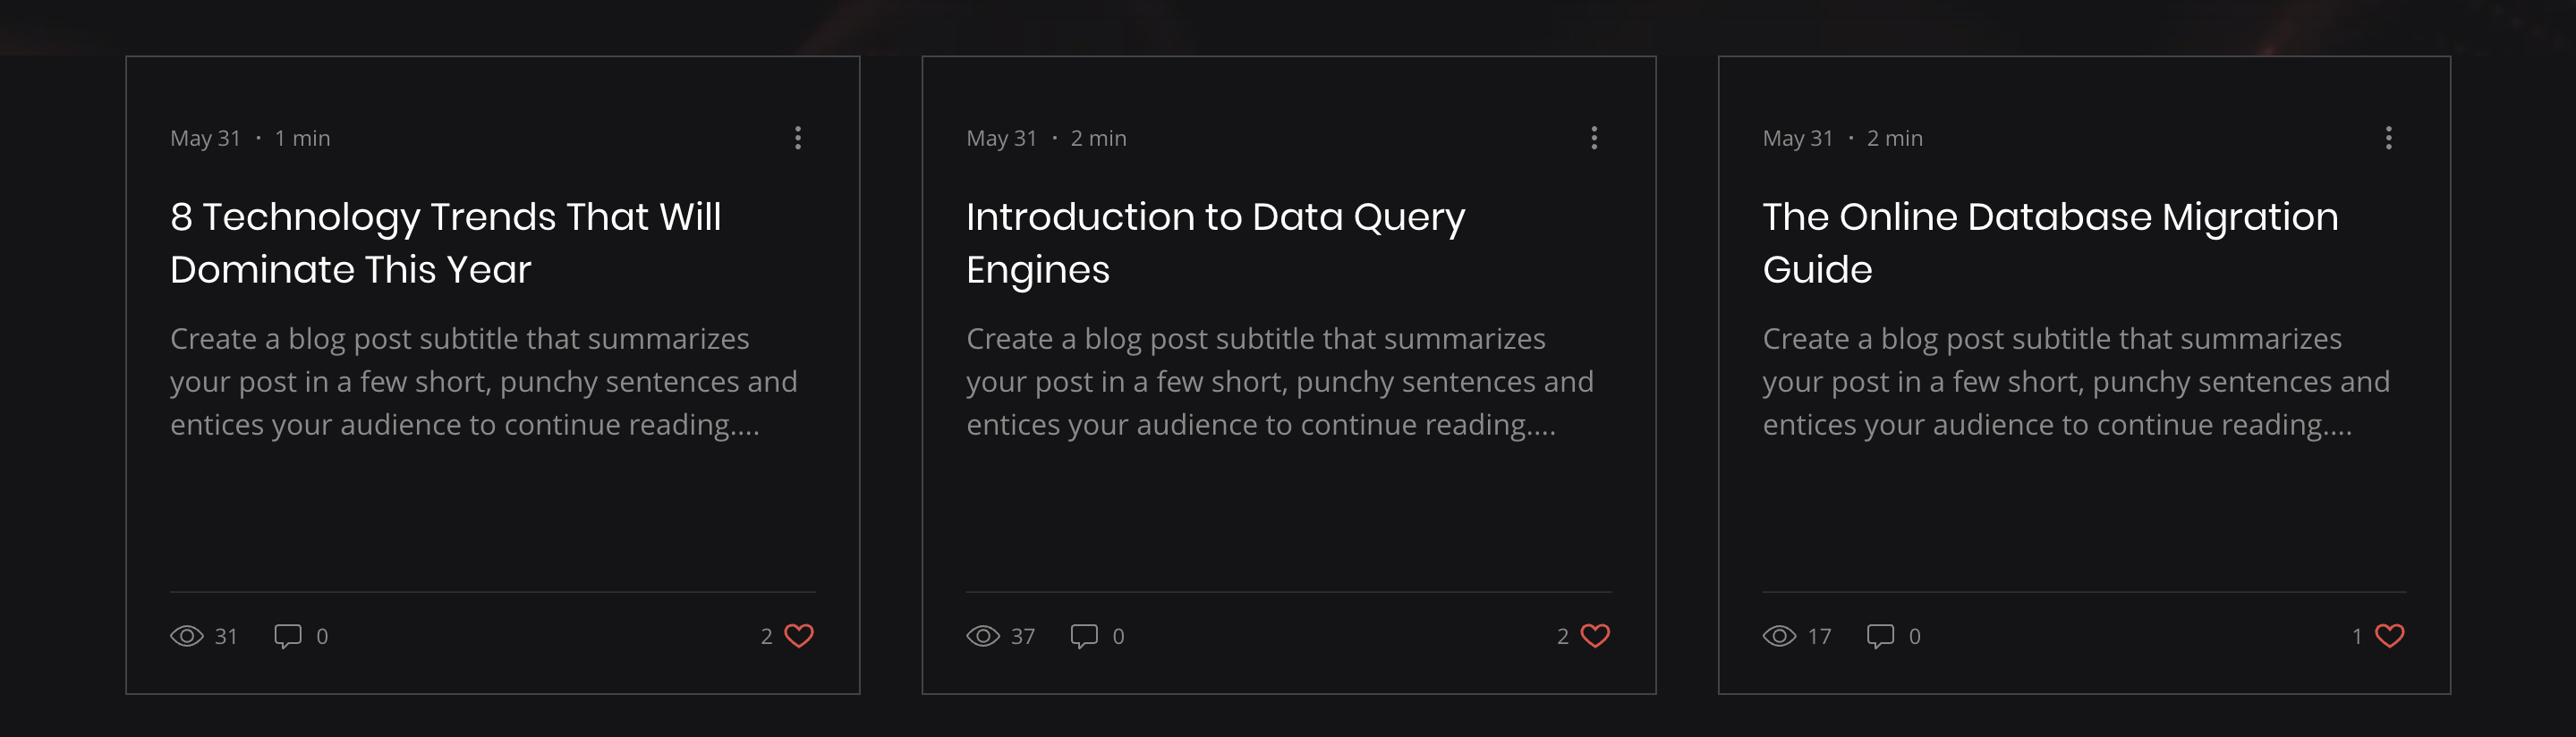 May 31 · 1 min
8 Technology Trends That Will
Dominate This Year
Create a blog post subtitle that summarizes
your post in a few short, punchy sentences and
entices your audience to continue reading....
31 0 2
May 31 · 2 min
Introduction to Data Query
Engines
Create a blog post subtitle that summarizes
your post in a few short, punchy sentences and
entices your audience to continue reading....
37 0 2
May 31 · 2 min
The Online Database Migration
Guide
Create a blog post subtitle that summarizes
your post in a few short, punchy sentences and
entices your audience to continue reading....
17 0 1